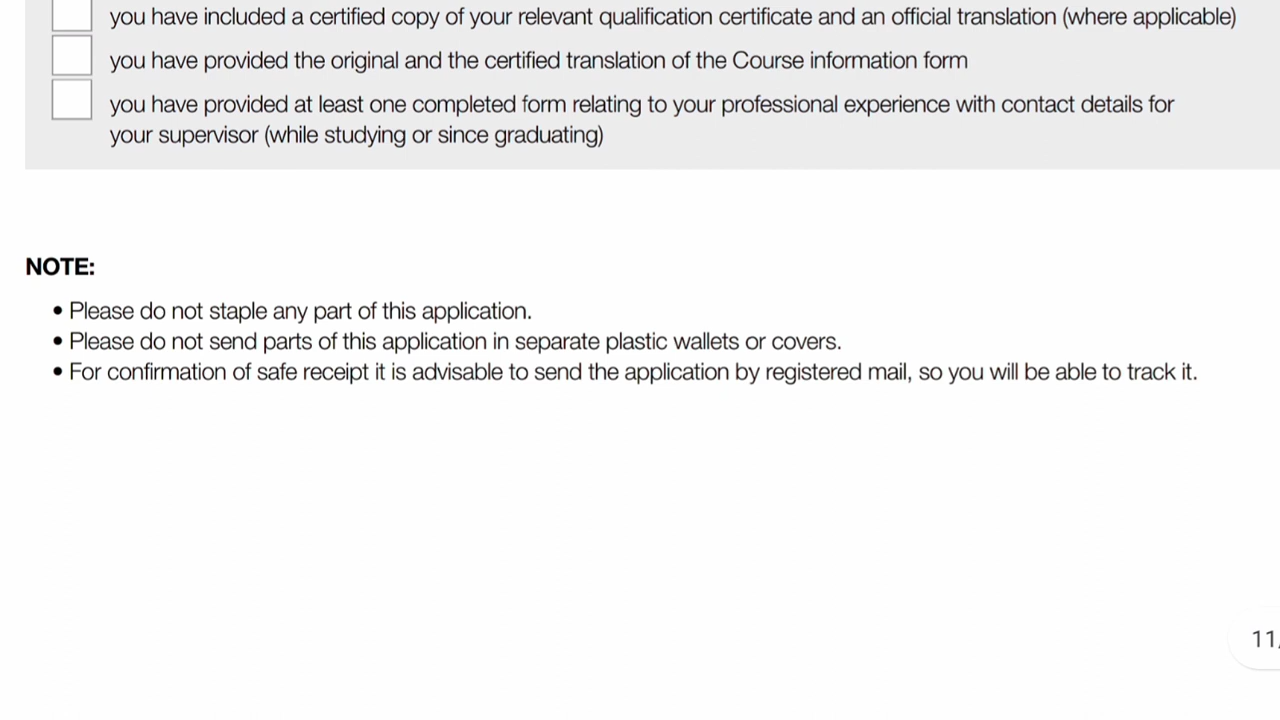 you have included a certified copy of your relevant qualification certificate and an official translation (where applicable)
you have provided the original and the certified translation of the Course information form
you have provided at least one completed form relating to your professional experience with contact details for
your supervisor (while studying or since graduating)
NOTE:
• Please do not staple any part of this application.
• Please do not send parts of this application in separate plastic wallets or covers.
• For confirmation of safe receipt it is advisable to send the application by registered mail, so you will be able to track it.
11/